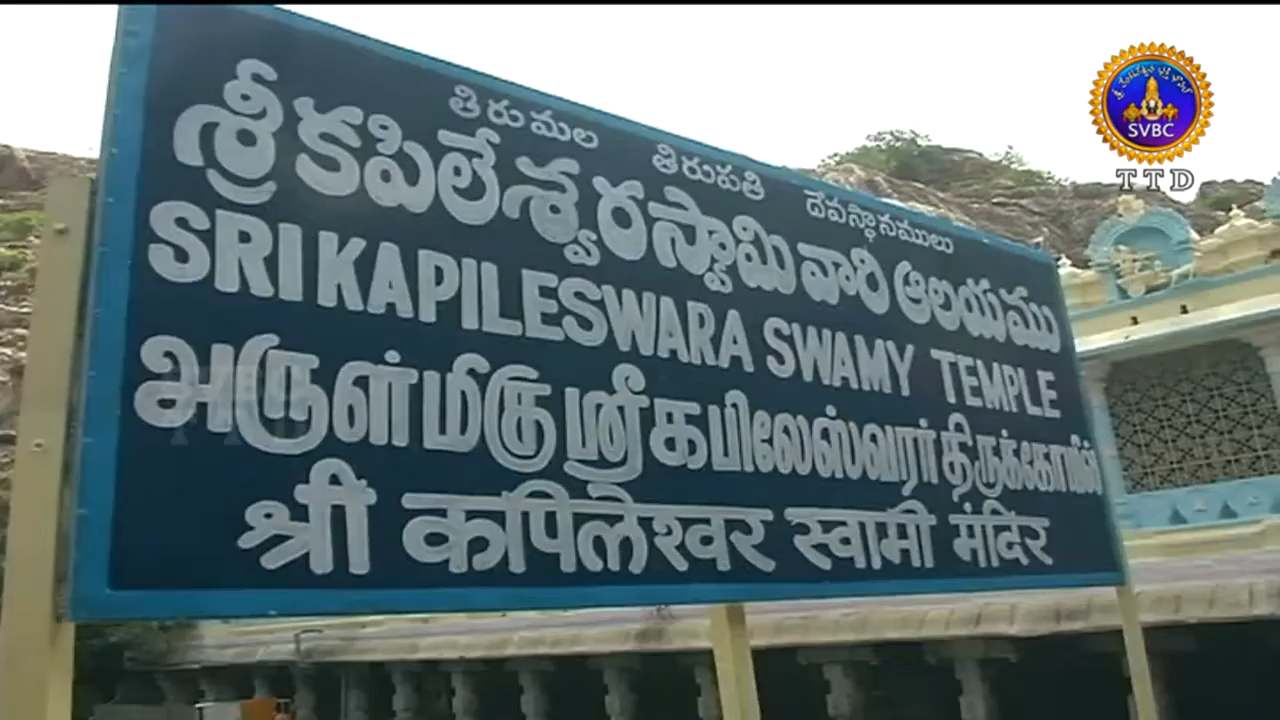 తిరుమల తిరుపతి దేవస్థానములు
శ్రీ కపిలేశ్వరస్వామి వారి ఆలయము
SRI KAPILESWARA SWAMY TEMPLE
அருள்மிகு ஸ்ரீ கபிலேஸ்வரர் திருக்கோயில்
श्री कपिलेश्वर स्वामी मंदिर
SVBC
TTD